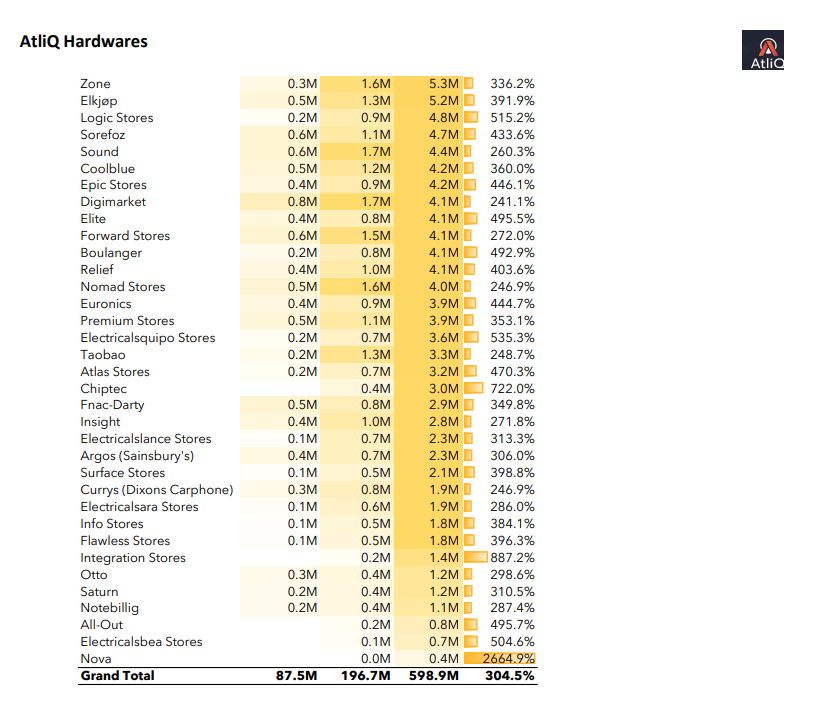 AtliQ Hardwares
AtliQ
Zone 0.3M 1.6M 5.3M 336.2%
Elkjøp 0.5M 1.3M 5.2M 391.9%
Logic Stores 0.2M 0.9M 4.8M 515.2%
Sorefoz 0.6M 1.1M 4.7M 433.6%
Sound 0.6M 1.7M 4.4M 260.3%
Coolblue 0.5M 1.2M 4.2M 360.0%
Epic Stores 0.4M 0.9M 4.2M 446.1%
Digimarket 0.8M 1.7M 4.1M 241.1%
Elite 0.4M 0.8M 4.1M 495.5%
Forward Stores 0.6M 1.5M 4.1M 272.0%
Boulanger 0.2M 0.8M 4.1M 492.9%
Relief 0.4M 1.0M 4.1M 403.6%
Nomad Stores 0.5M 1.6M 4.0M 246.9%
Euronics 0.4M 0.9M 3.9M 444.7%
Premium Stores 0.5M 1.1M 3.9M 353.1%
Electricalsquipo Stores 0.2M 0.7M 3.6M 535.3%
Taobao 0.2M 1.3M 3.3M 248.7%
Atlas Stores 0.2M 0.7M 3.2M 470.3%
Chiptec 0.4M 3.0M 722.0%
Fnac-Darty 0.5M 0.8M 2.9M 349.8%
Insight 0.4M 1.0M 2.8M 271.8%
Electricalslance Stores 0.1M 0.7M 2.3M 313.3%
Argos (Sainsbury's) 0.4M 0.7M 2.3M 306.0%
Surface Stores 0.1M 0.5M 2.1M 398.8%
Currys (Dixons Carphone) 0.3M 0.8M 1.9M 246.9%
Electricalsara Stores 0.1M 0.6M 1.9M 286.0%
Info Stores 0.1M 0.5M 1.8M 384.1%
Flawless Stores 0.1M 0.5M 1.8M 396.3%
Integration Stores 0.2M 1.4M 887.2%
Otto 0.3M 0.4M 1.2M 298.6%
Saturn 0.2M 0.4M 1.2M 310.5%
Notebillig 0.2M 0.4M 1.1M 287.4%
All-Out 0.2M 0.8M 495.7%
Electricalsbea Stores 0.1M 0.7M 504.6%
Nova 0.0M 0.4M 2664.9%
Grand Total 87.5M 196.7M 598.9M 304.5%